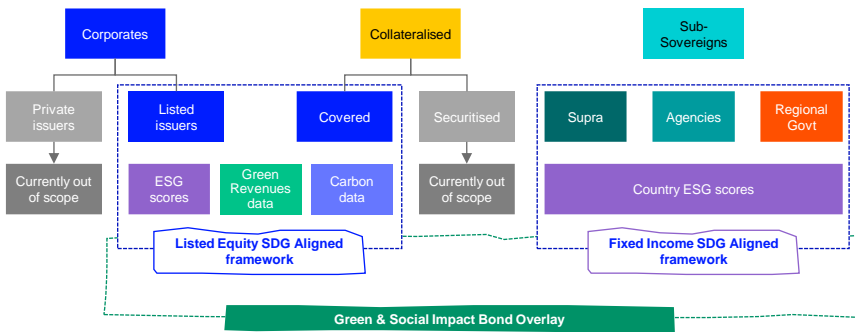 Corporates
Collateralised
Sub-
Sovereigns
Private
issuers
Listed
issuers
Covered
Securitised
Supra
Agencies
Regional
Govt
Currently out
of scope
ESG
scores
Green
Revenues
data
Carbon
data
Currently out
of scope
Country ESG scores
Listed Equity SDG Aligned
framework
Fixed Income SDG Aligned
framework
Green & Social Impact Bond Overlay